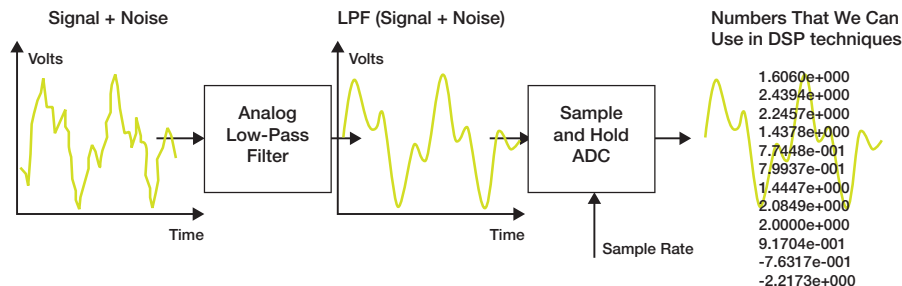 Signal + Noise
Volts
Time
Analog
Low-Pass
Filter
LPF (Signal + Noise)
Volts
Time
Sample
and Hold
ADC
Sample Rate
Numbers That We Can
Use in DSP techniques
1.6060e+000
2.4394e+000
2.2457e+000
1.4378e+000
7.7448e-001
7.9937e-001
1.4447e+000
2.0849e+000
2.0000e+000
9.1704e-001
-7.6317e-001
-2.2173e+000